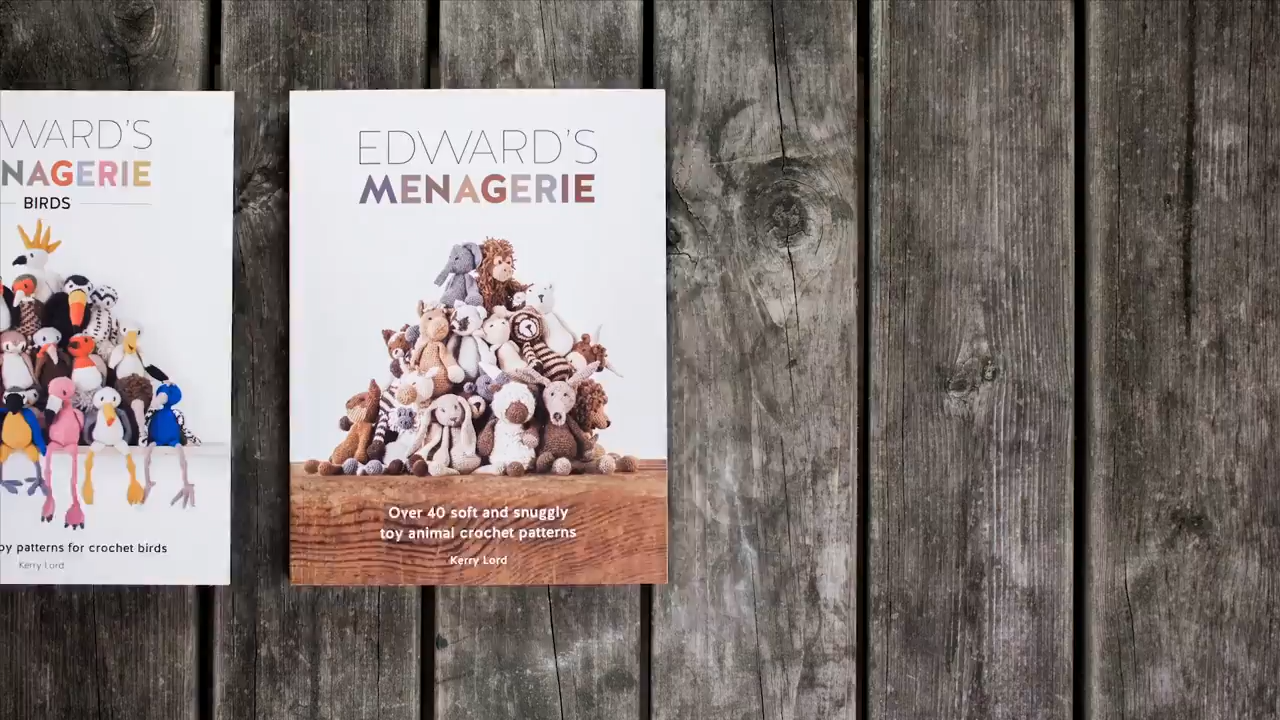 WARD'S
NAGERIE
BIRDS
oy patterns for crochet birds
Kerry Lord
EDWARD'S
MENAGERIE
Over 40 soft and snuggly
toy animal crochet patterns
Kerry Lord